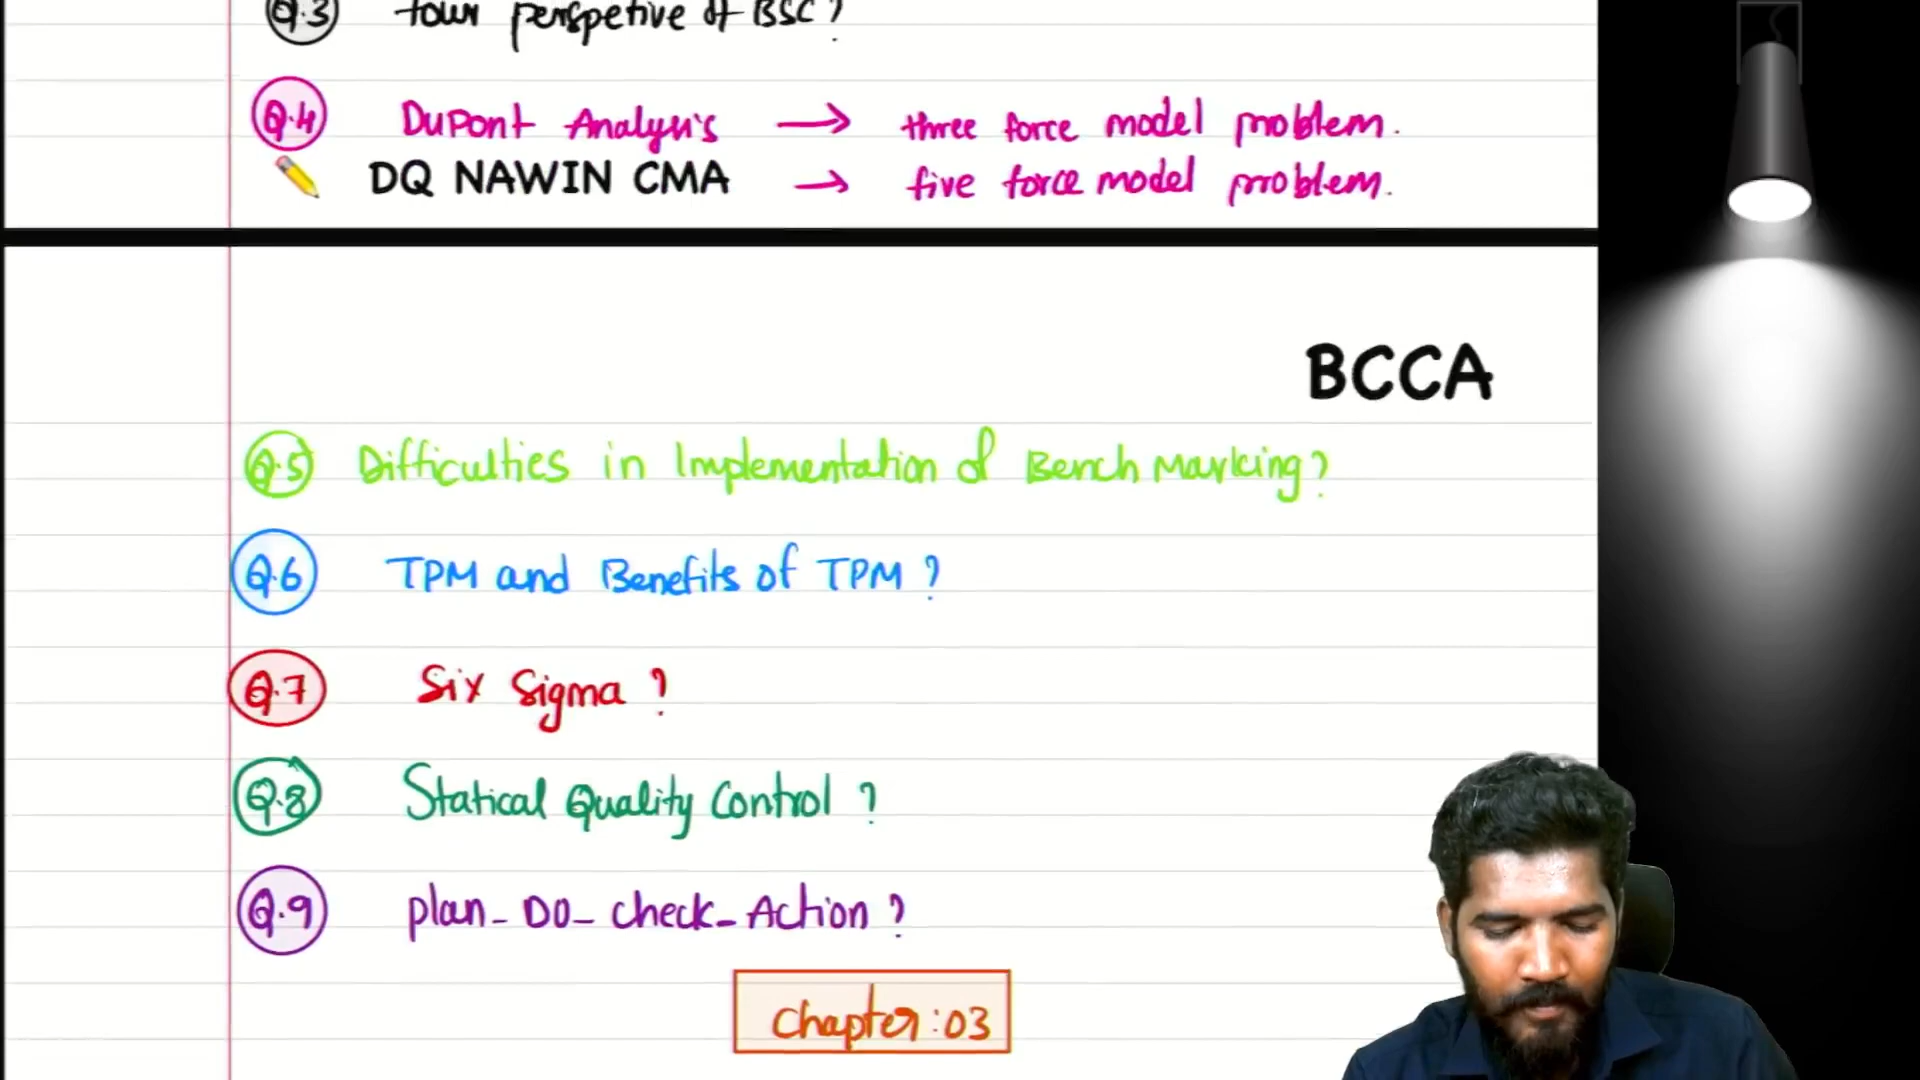 Q.3 four perspetive of BSC?
Q.4 DuPont Analysis → three force model problem.
DQ NAWIN CMA → five force model problem.
BCCA
Q.5 Difficulties in Implementation of Bench Marking?
Q.6 TPM and Benefits of TPM ?
Q.7 Six Sigma ?
Q.8 Statical Quality Control ?
Q.9 plan-DO-check-Action ?
Chapter:03